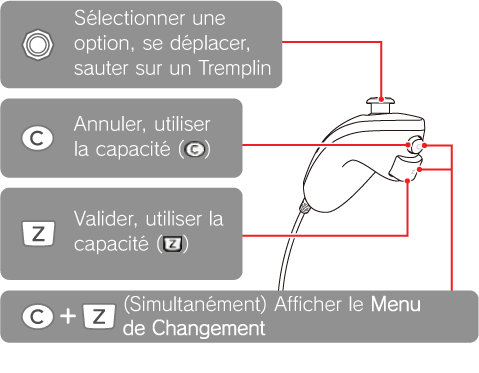 Sélectionner une
option, se déplacer,
sauter sur un Tremplin
C Annuler, utiliser
la capacité (C)
Z Valider, utiliser la
capacité (Z)
C + Z (Simultanément) Afficher le Menu
de Changement